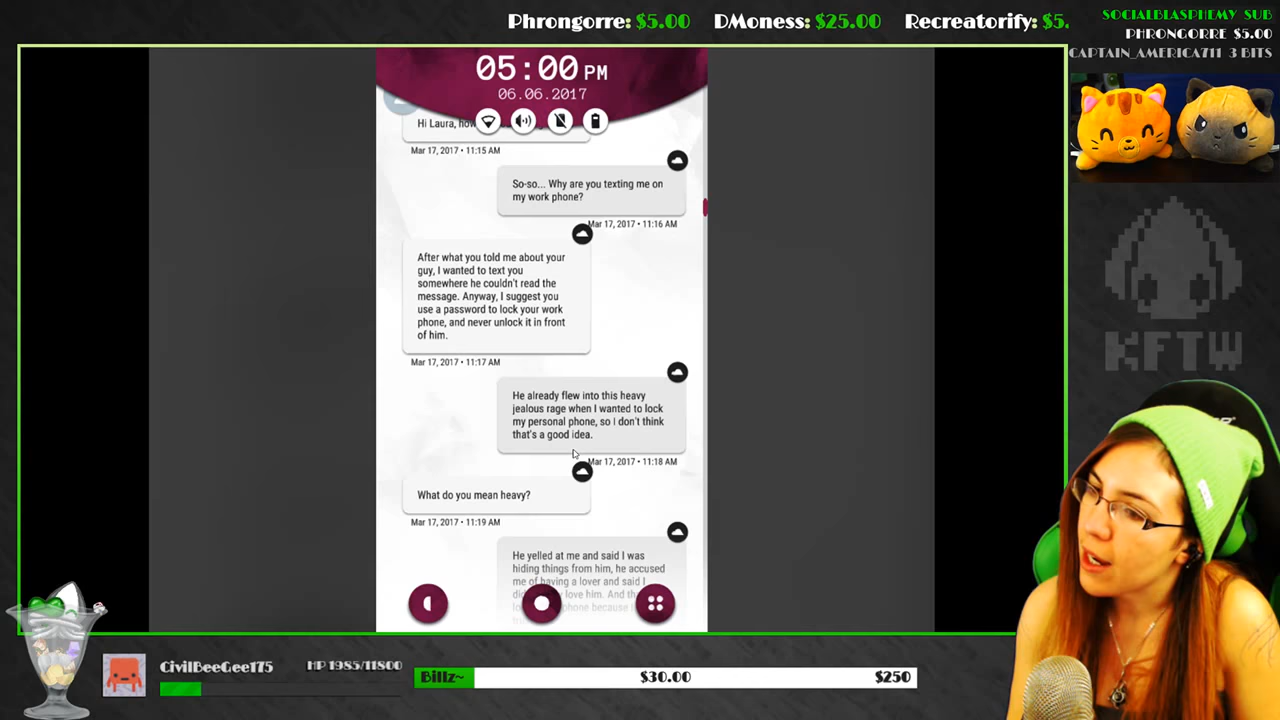 Phrongorre: $5.00 DMoness: $25.00 Recreatorify: $5.
SOCIALBLASPHEMY SUB
PHRONGORRE $5.00
CAPTAIN_AMERICA711 3 BITS
05:00 PM
06.06.2017
Hi Laura, how
Mar 17, 2017 • 11:15 AM
So-so... Why are you texting me on
my work phone?
Mar 17, 2017 • 11:16 AM
After what you told me about your
guy, I wanted to text you
somewhere he couldn't read the
message. Anyway, I suggest you
use a password to lock your work
phone, and never unlock it in front
of him.
Mar 17, 2017 • 11:17 AM
He already flew into this heavy
jealous rage when I wanted to lock
my personal phone, so I don't think
that's a good idea.
Mar 17, 2017 • 11:18 AM
What do you mean heavy?
Mar 17, 2017 • 11:19 AM
He yelled at me and said I was
hiding things from him, he accused
me of having a lover and said I
love him. And
phone because
KFTW
CivilBeeGee175 HP 1985/11800
Billz~ $30.00 $250